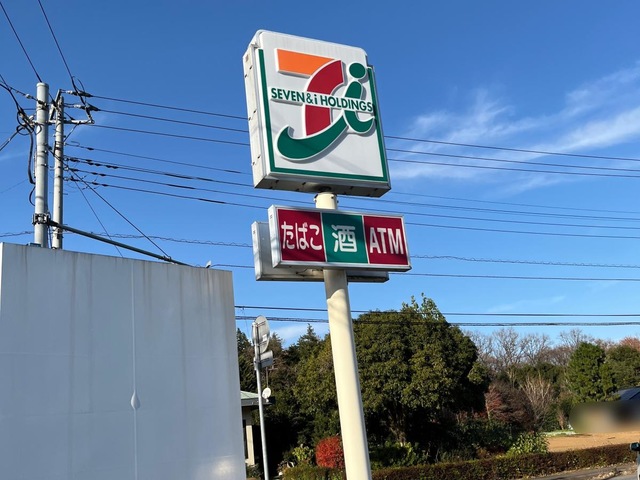 SEVEN&i HOLDINGS
たばこ 酒 ATM